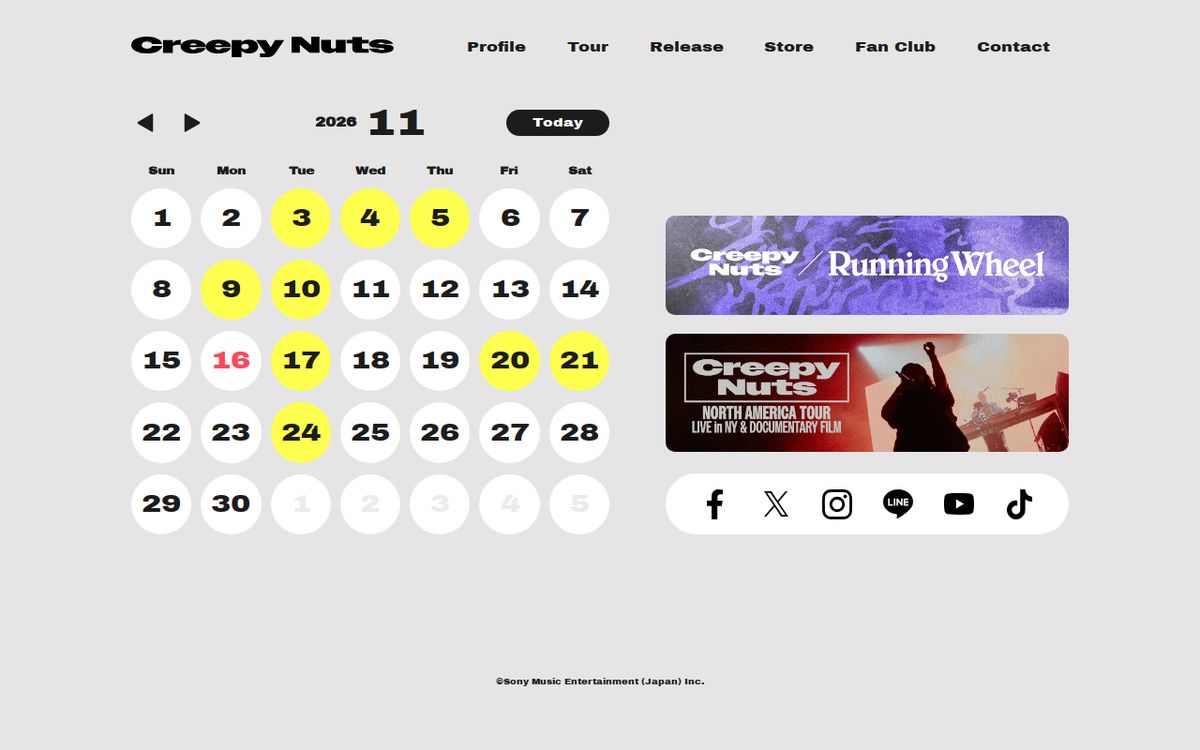 Creepy Nuts
Profile Tour Release Store Fan Club Contact
2026 11 Today
Sun Mon Tue Wed Thu Fri Sat
1 2 3 4 5 6 7
8 9 10 11 12 13 14
15 16 17 18 19 20 21
22 23 24 25 26 27 28
29 30 1 2 3 4 5
Creepy Nuts / Running Wheel
Creepy
Nuts
NORTH AMERICA TOUR
LIVE in NY & DOCUMENTARY FILM
LINE
©Sony Music Entertainment (Japan) Inc.